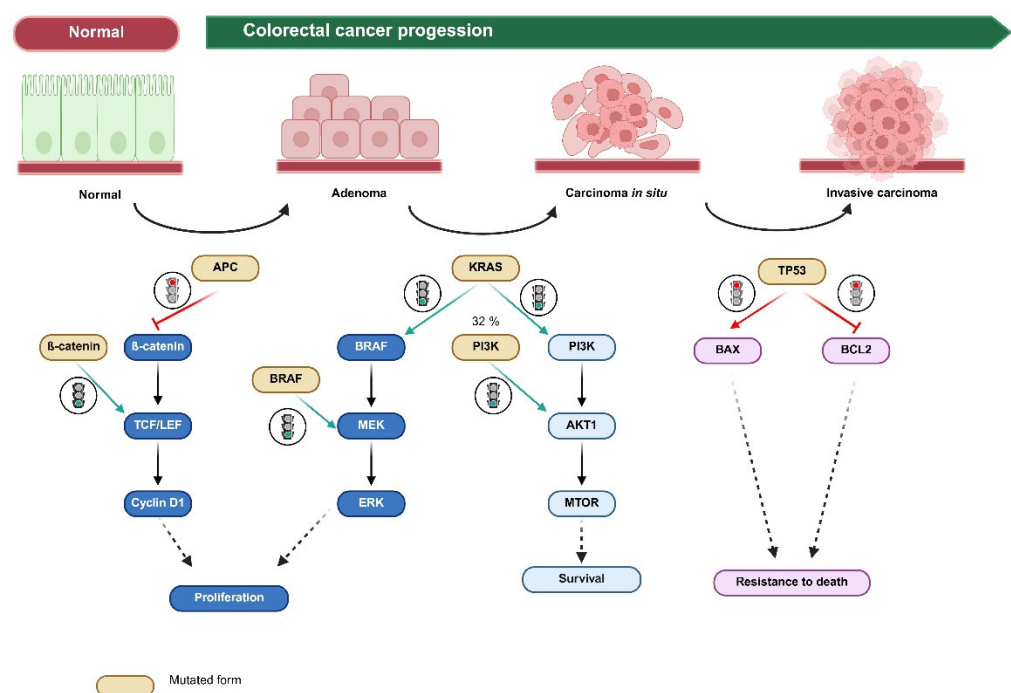 Normal
Colorectal cancer progession
Normal
Adenoma
Carcinoma in situ
Invasive carcinoma
APC
KRAS
TP53
32 %
ß-catenin
ß-catenin
BRAF
PI3K
PI3K
BAX
BCL2
BRAF
TCF/LEF
MEK
AKT1
Cyclin D1
ERK
MTOR
Proliferation
Survival
Resistance to death
Mutated form